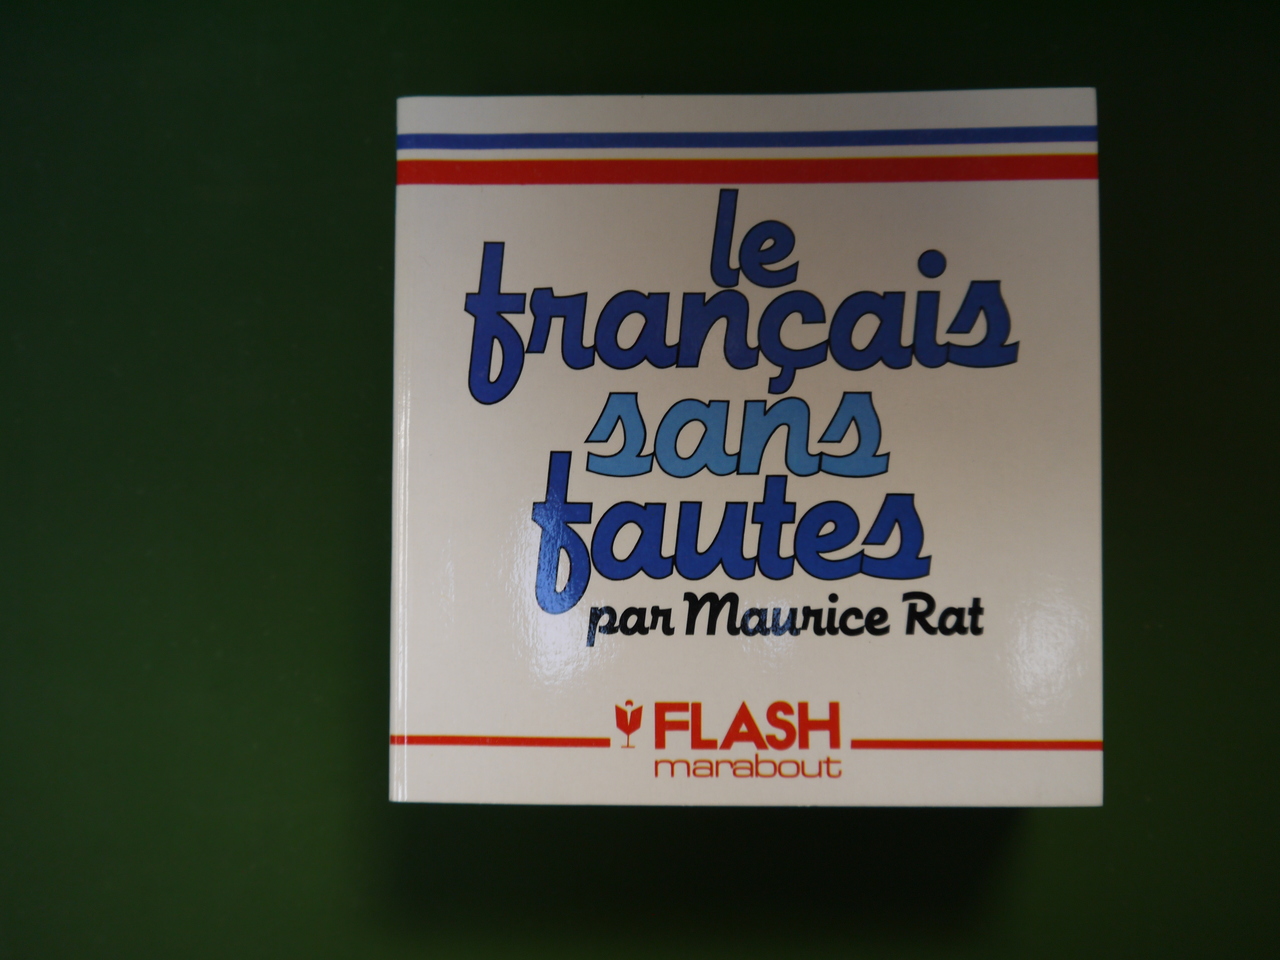 le
français
sans
fautes
par Maurice Rat
FLASH
marabout